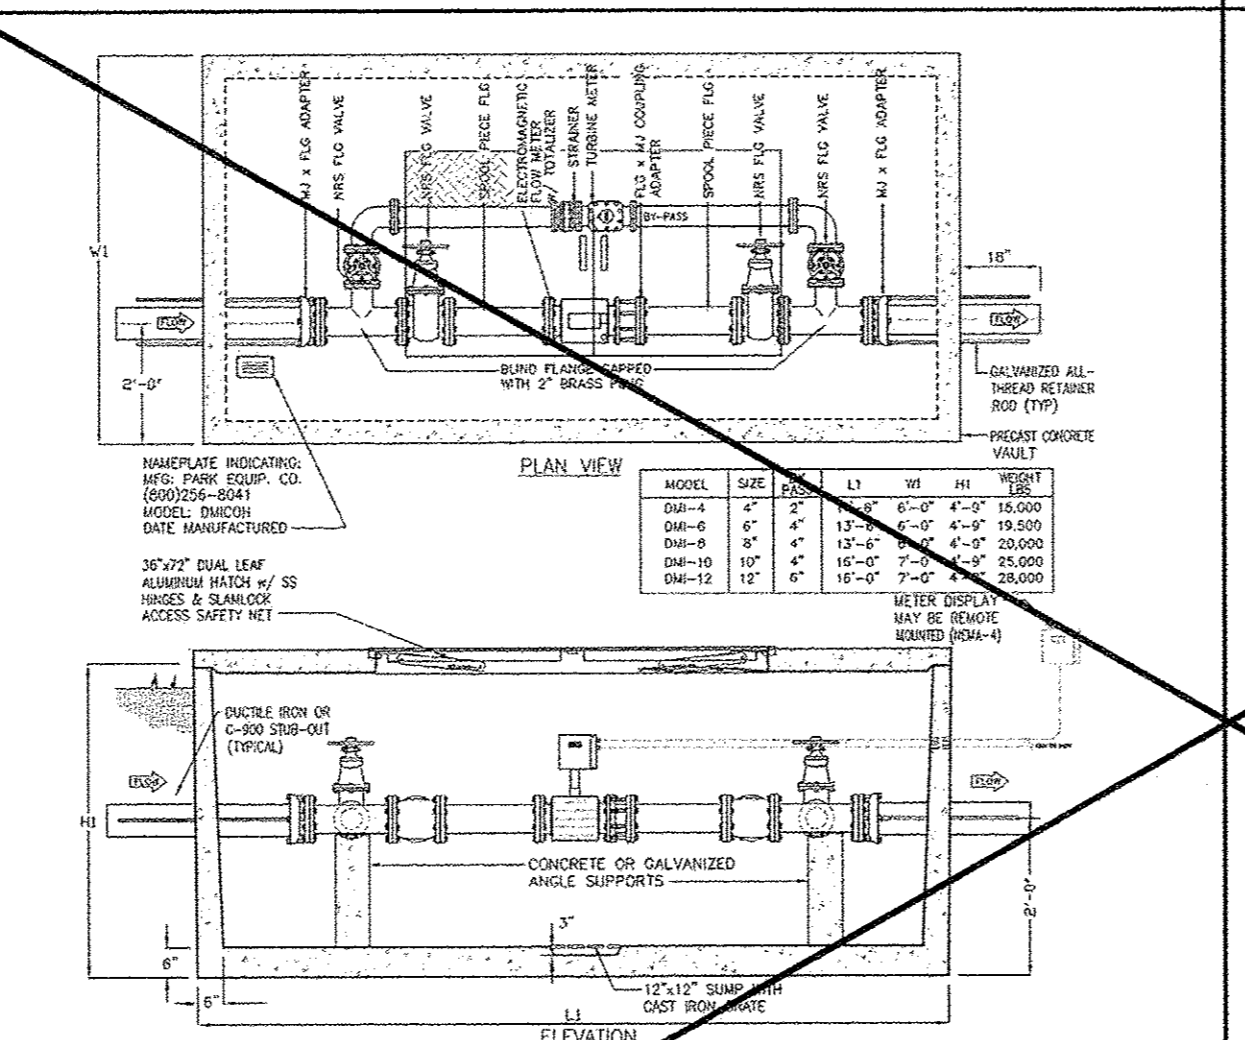 MJ x FLG ADAPTER
NRS FLG VALVE
NRS FLG VALVE
SPOOL PIECE FLG
ELECTROMAGNETIC
FLOW METER
W/ TOTALIZER
STRAINER
TURBINE METER
FLG x MJ COUPLING
ADAPTER
SPOOL PIECE FLG
NRS FLG VALVE
NRS FLG VALVE
MJ x FLG ADAPTER
BY-PASS
W1
18"
FLOW
FLOW
2'-0"
BLIND FLANGE CAPPED
WITH 2" BRASS PLUG
GALVANIZED ALL-
THREAD RETAINER
ROD (TYP)
PRECAST CONCRETE
VAULT
NAMEPLATE INDICATING:
MFG: PARK EQUIP. CO.
(800)256-8041
MODEL: DMICOH
DATE MANUFACTURED
PLAN VIEW
MODEL SIZE BY PASS L1 W1 H1 WEIGHT LBS
DMI-4 4" 2" 6'-0" 4'-9" 16,000
DMI-6 6" 4" 13'-6" 6'-0" 4'-9" 19,500
DMI-8 8" 4" 13'-6" 6'-0" 4'-9" 20,000
DMI-10 10" 4" 16'-0" 7'-0" 4'-9" 25,000
DMI-12 12" 6" 16'-0" 7'-0" 4'-9" 28,000
36"x72" DUAL LEAF
ALUMINUM HATCH w/ SS
HINGES & SLAMLOCK
ACCESS SAFETY NET
METER DISPLAY
MAY BE REMOTE
MOUNTED (NEMA-4)
DUCTILE IRON OR
C-900 STUB-OUT
(TYPICAL)
FLOW
FLOW
H1
CONCRETE OR GALVANIZED
ANGLE SUPPORTS
2'-0"
3"
6"
6"
12"x12" SUMP WITH
CAST IRON GRATE
L1
ELEVATION